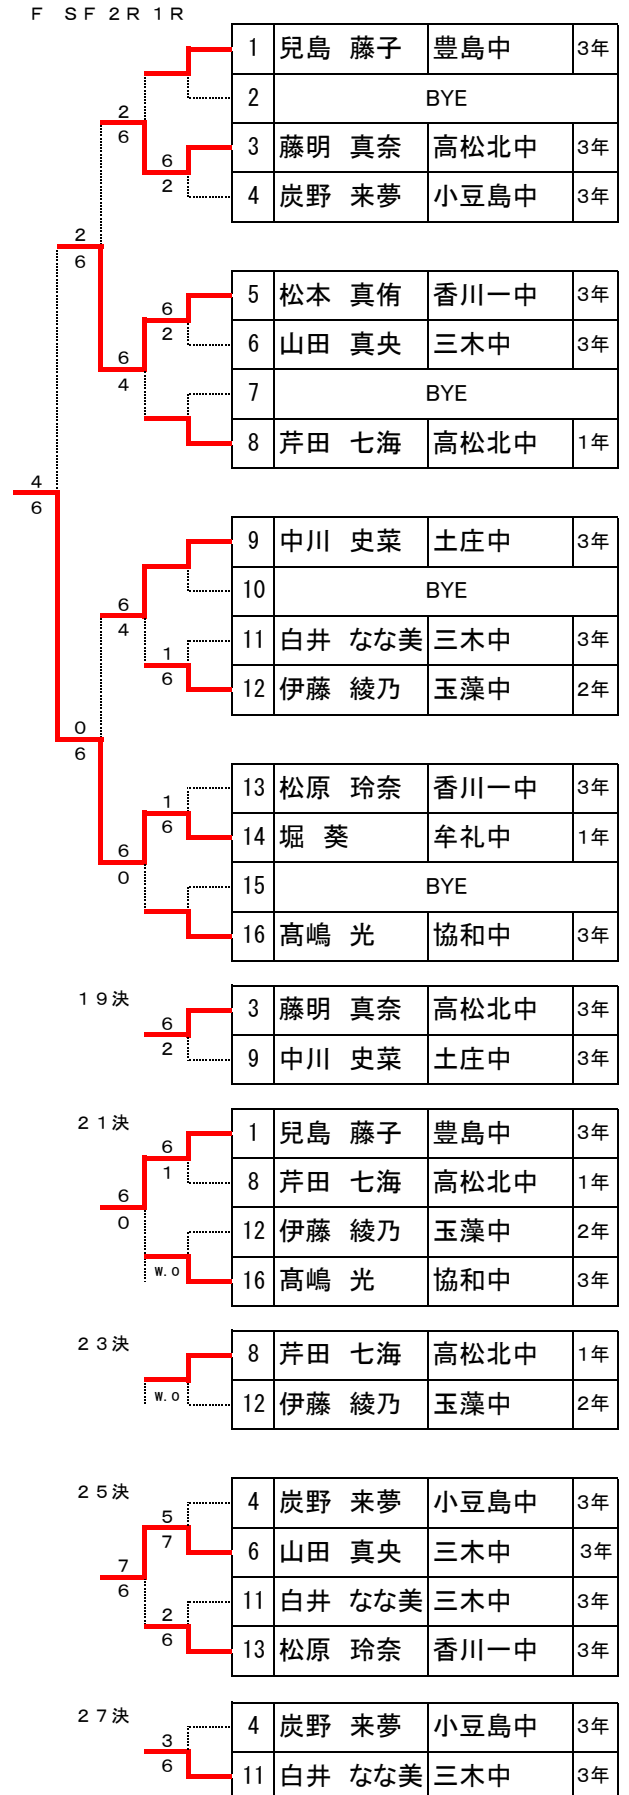 Ｆ ＳＦ ２Ｒ １Ｒ
1 兒島 藤子 豊島中 3年
2 BYE
2
6
3 藤明 真奈 高松北中 3年
6
2
4 炭野 来夢 小豆島中 3年
2
6
5 松本 真侑 香川一中 3年
6
2
6 山田 真央 三木中 3年
6
4
7 BYE
8 芹田 七海 高松北中 1年
4
6
9 中川 史菜 土庄中 3年
10 BYE
6
4
11 白井 なな美 三木中 3年
1
6
12 伊藤 綾乃 玉藻中 2年
0
6
13 松原 玲奈 香川一中 3年
1
6
14 堀 葵 牟礼中 1年
6
0
15 BYE
16 髙嶋 光 協和中 3年
１９決
3 藤明 真奈 高松北中 3年
6
2
9 中川 史菜 土庄中 3年
２１決
1 兒島 藤子 豊島中 3年
6
1
8 芹田 七海 高松北中 1年
6
0
12 伊藤 綾乃 玉藻中 2年
W.O
16 髙嶋 光 協和中 3年
２３決
8 芹田 七海 高松北中 1年
W.O
12 伊藤 綾乃 玉藻中 2年
２５決
4 炭野 来夢 小豆島中 3年
5
7
6 山田 真央 三木中 3年
7
6
11 白井 なな美 三木中 3年
2
6
13 松原 玲奈 香川一中 3年
２７決
4 炭野 来夢 小豆島中 3年
3
6
11 白井 なな美 三木中 3年